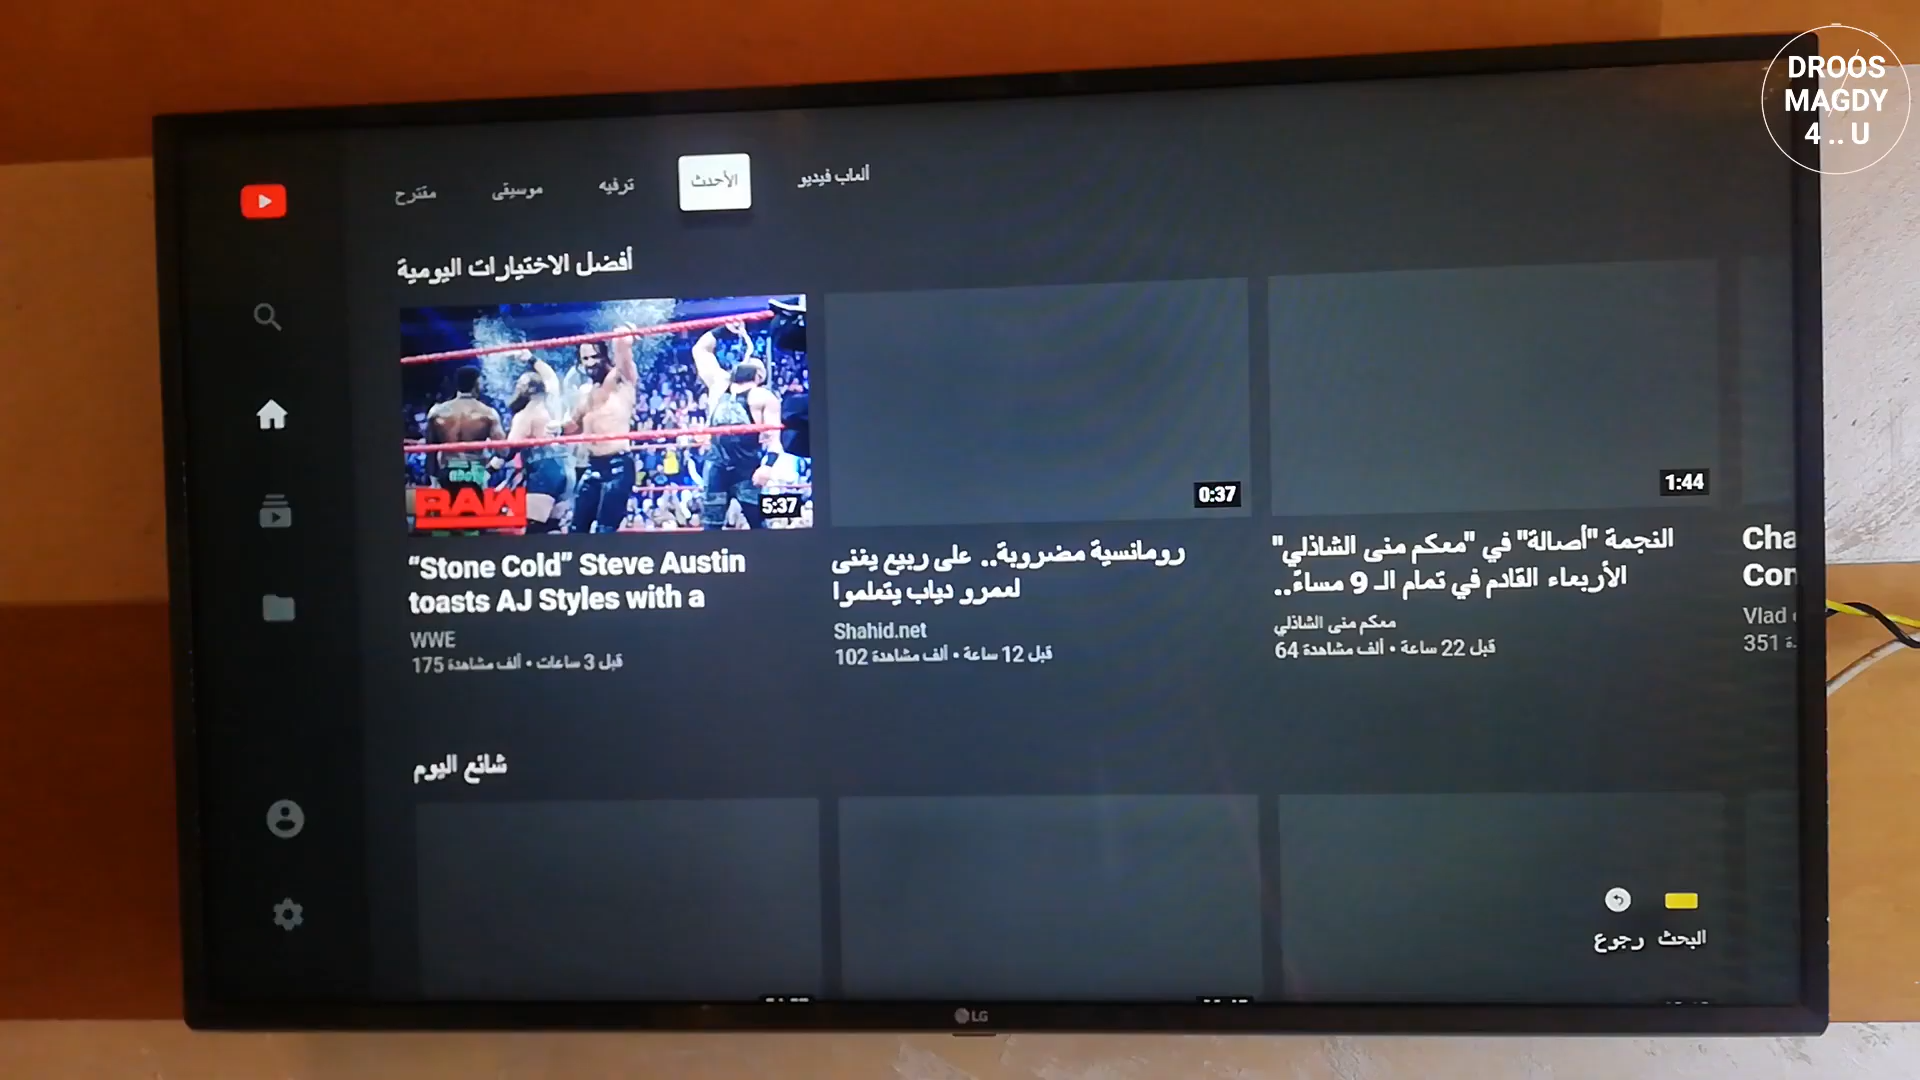 DROOS
MAGDY
4 .. U
مقترح
موسيقى
ترفيه
الأحدث
ألعاب فيديو
أفضل الاختيارات اليومية
RAW
5:37
0:37
1:44
“Stone Cold” Steve Austin
toasts AJ Styles with a
WWE
175 ألف مشاهدة • قبل 3 ساعات
رومانسية مضروبة.. على ربيع يغنى
لعمرو دياب يتعلموا
Shahid.net
102 ألف مشاهدة • قبل 12 ساعة
النجمة "أصالة" في "معكم منى الشاذلي"
الأربعاء القادم في تمام الـ 9 مساءً..
معكم منى الشاذلي
64 ألف مشاهدة • قبل 22 ساعة
Cha
Con
Vlad
351
شائع اليوم
رجوع
البحث
LG